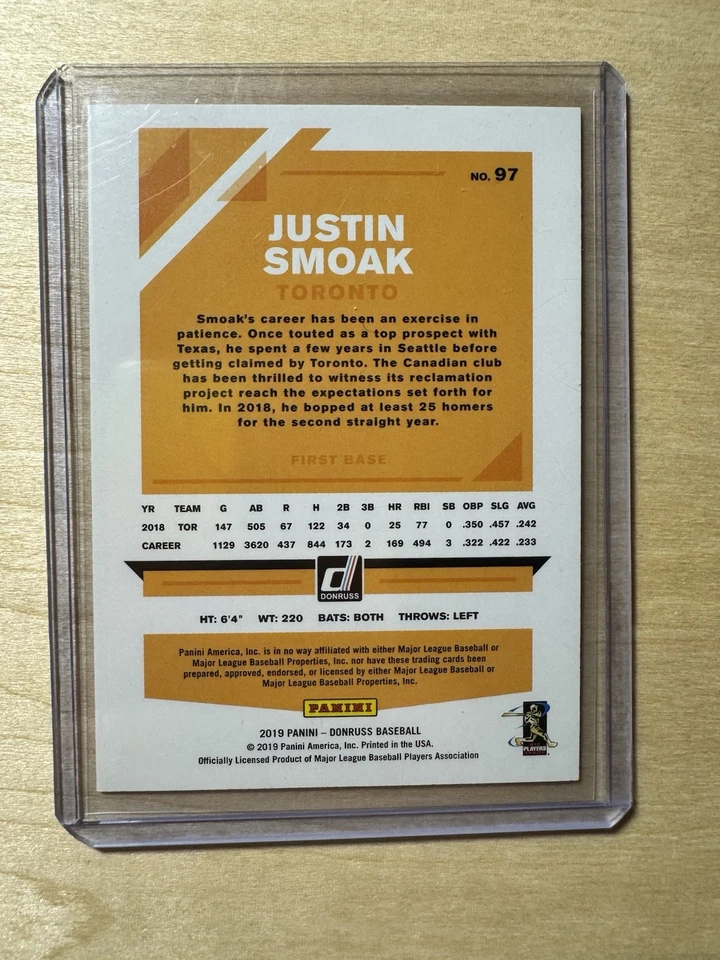 NO. 97
JUSTIN
SMOAK
TORONTO
Smoak's career has been an exercise in
patience. Once touted as a top prospect with
Texas, he spent a few years in Seattle before
getting claimed by Toronto. The Canadian club
has been thrilled to witness its reclamation
project reach the expectations set forth for
him. In 2018, he bopped at least 25 homers
for the second straight year.
FIRST BASE
YR TEAM G AB R H 2B 3B HR RBI SB OBP SLG AVG
2018 TOR 147 505 67 122 34 0 25 77 0 .350 .457 .242
CAREER 1129 3620 437 844 173 2 169 494 3 .322 .422 .233
DONRUSS
HT: 6'4" WT: 220 BATS: BOTH THROWS: LEFT
Panini America, Inc. is in no way affiliated with either Major League Baseball or
Major League Baseball Properties, Inc. nor have these trading cards been
prepared, approved, endorsed, or licensed by either Major League Baseball or
Major League Baseball Properties, Inc.
PANINI
2019 PANINI – DONRUSS BASEBALL
© 2019 Panini America, Inc. Printed in the USA.
Officially Licensed Product of Major League Baseball Players Association
PLAYERS